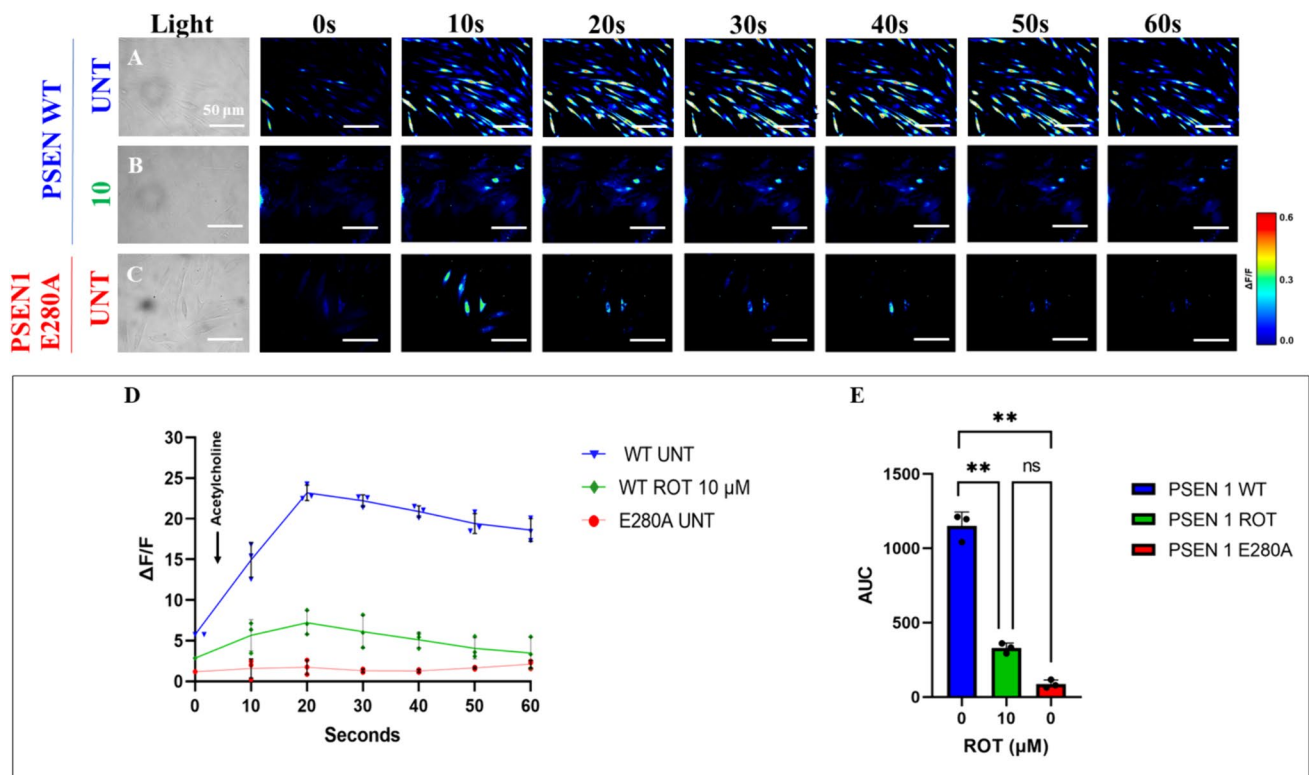 Light 0s 10s 20s 30s 40s 50s 60s
PSEN WT
UNT
A
50 μm
10
B
PSEN1
E280A
UNT
C
0.6
ΔF/F
0.0
D
30
25
20
15
10
5
0
ΔF/F
Acetylcholine
0 10 20 30 40 50 60
Seconds
WT UNT
WT ROT 10 μM
E280A UNT
E
**
** ns
1500
1000
500
0
AUC
0 10 0
ROT (μM)
PSEN 1 WT
PSEN 1 ROT
PSEN 1 E280A